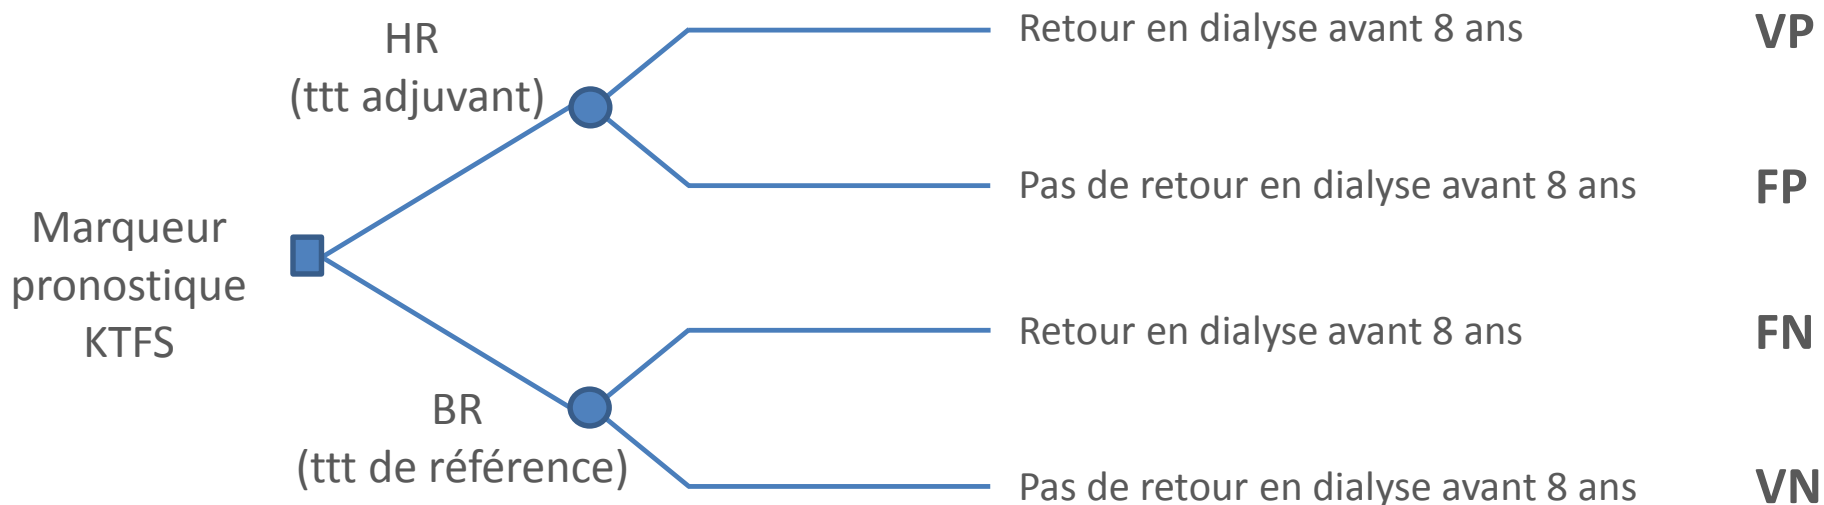 HR
(ttt adjuvant)
Retour en dialyse avant 8 ans VP
Pas de retour en dialyse avant 8 ans FP
Marqueur
pronostique
KTFS
Retour en dialyse avant 8 ans FN
BR
(ttt de référence)
Pas de retour en dialyse avant 8 ans VN